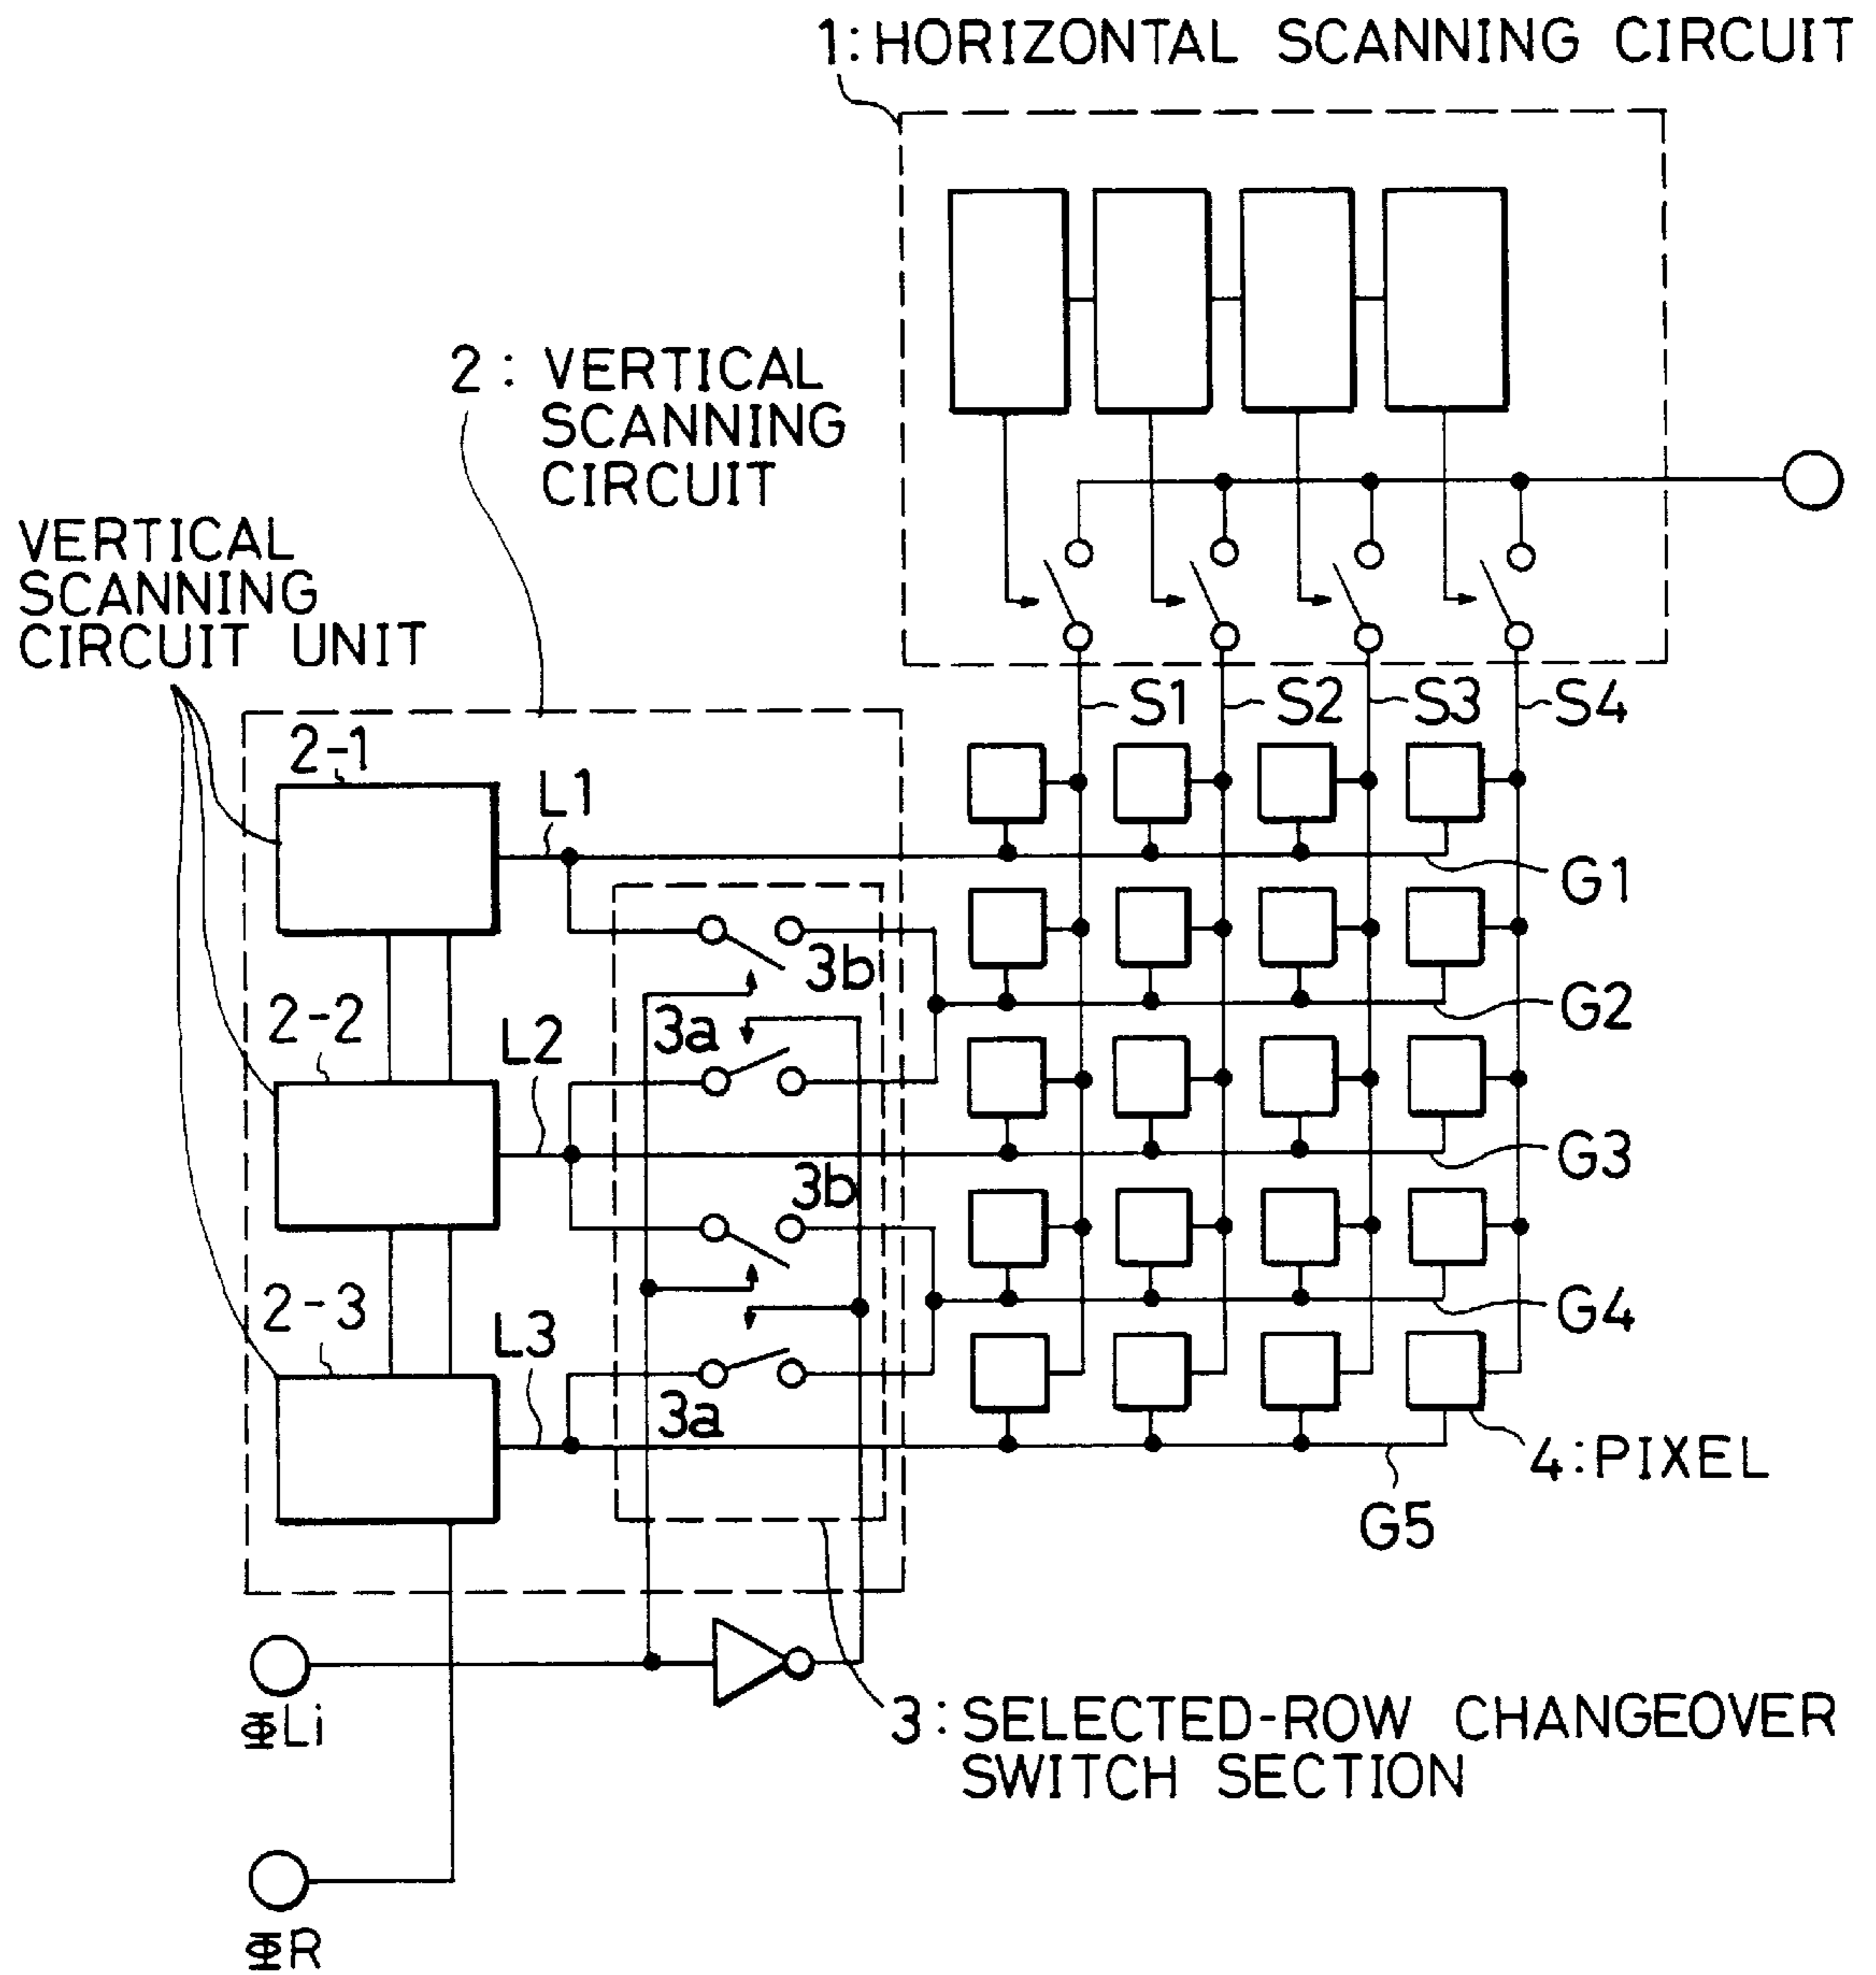 1: HORIZONTAL SCANNING CIRCUIT
2: VERTICAL
SCANNING
CIRCUIT
VERTICAL
SCANNING
CIRCUIT UNIT
S1
S2
S3
S4
2-1
L1
G1
3b
2-2
L2
3a
G2
3b
G3
2-3
L3
G4
3a
4: PIXEL
G5
ΦLi
3: SELECTED-ROW CHANGEOVER
SWITCH SECTION
ΦR